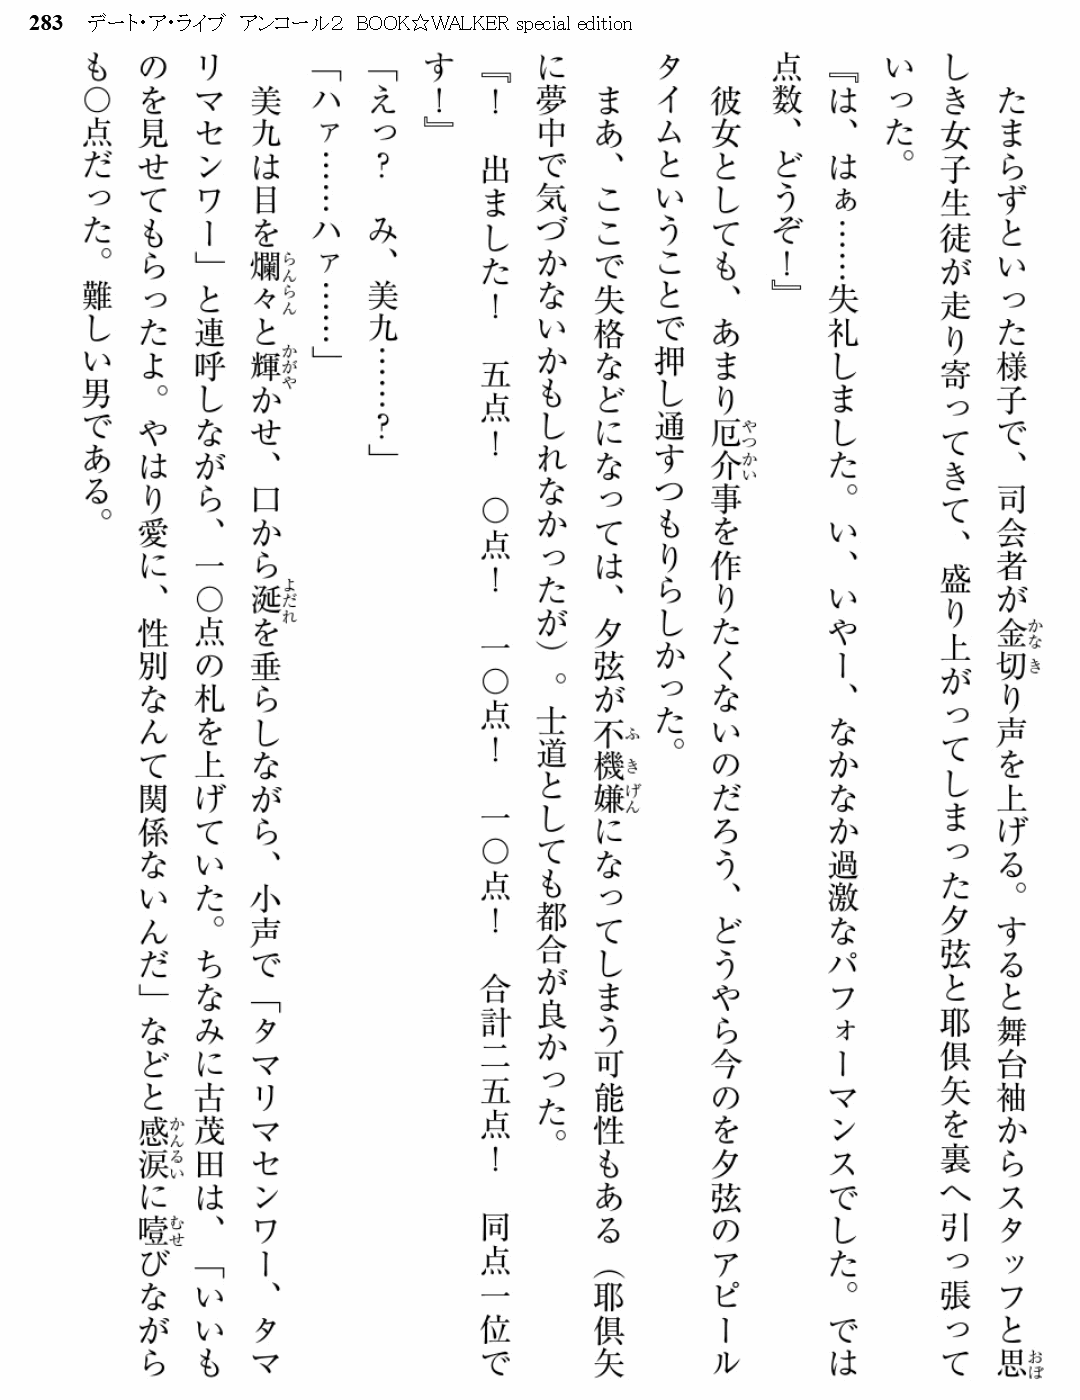 283 デート・ア・ライブ アンコール2 BOOK☆WALKER special edition
　たまらずといった様子で、司会者が金切り声を上げる。すると舞台袖からスタッフと思
しき女子生徒が走り寄ってきて、盛り上がってしまった夕弦と耶倶矢を裏へ引っ張って
いった。
『は、はぁ……失礼しました。い、いやー、なかなか過激なパフォーマンスでした。では
点数、どうぞ！』
　彼女としても、あまり厄介事を作りたくないのだろう、どうやら今のを夕弦のアピール
タイムということで押し通すつもりらしかった。
　まあ、ここで失格などになっては、夕弦が不機嫌になってしまう可能性もある（耶倶矢
に夢中で気づかないかもしれなかったが）。士道としても都合が良かった。
『！　出ました！　五点！　〇点！　一〇点！　一〇点！　合計二五点！　同点一位で
す！』
「えっ？　み、美九……？」
「ハァ……ハァ……」
　美九は目を爛々と輝かせ、口から涎を垂らしながら、小声で「タマリマセンワー、タマ
リマセンワー」と連呼しながら、一〇点の札を上げていた。ちなみに古茂田は、「いいも
のを見せてもらったよ。やはり愛に、性別なんて関係ないんだ」などと感涙に噎びながら
も〇点だった。難しい男である。